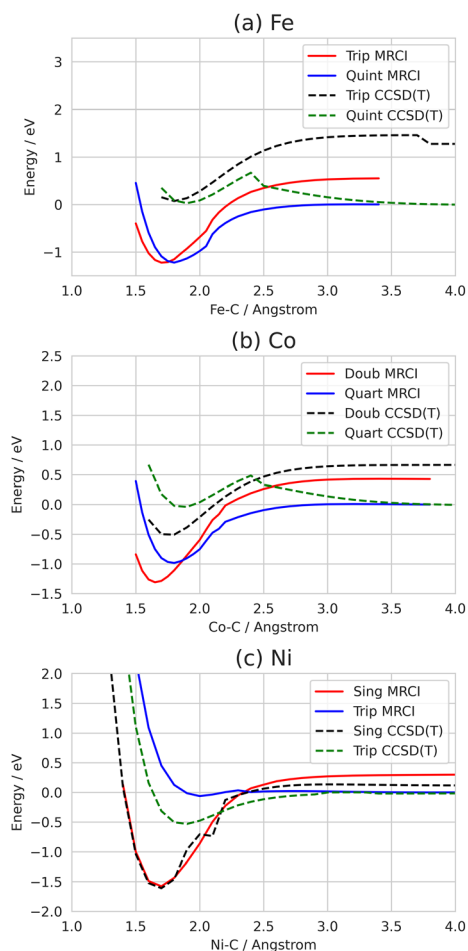 (a) Fe
3
2
1
0
−1
Energy / eV
Trip MRCI
Quint MRCI
Trip CCSD(T)
Quint CCSD(T)
1.0 1.5 2.0 2.5 3.0 3.5 4.0
Fe-C / Angstrom
(b) Co
2.5
2.0
1.5
1.0
0.5
0.0
−0.5
−1.0
−1.5
Energy / eV
Doub MRCI
Quart MRCI
Doub CCSD(T)
Quart CCSD(T)
1.0 1.5 2.0 2.5 3.0 3.5 4.0
Co-C / Angstrom
(c) Ni
2.0
1.5
1.0
0.5
0.0
−0.5
−1.0
−1.5
−2.0
Energy / eV
Sing MRCI
Trip MRCI
Sing CCSD(T)
Trip CCSD(T)
1.0 1.5 2.0 2.5 3.0 3.5 4.0
Ni-C / Angstrom